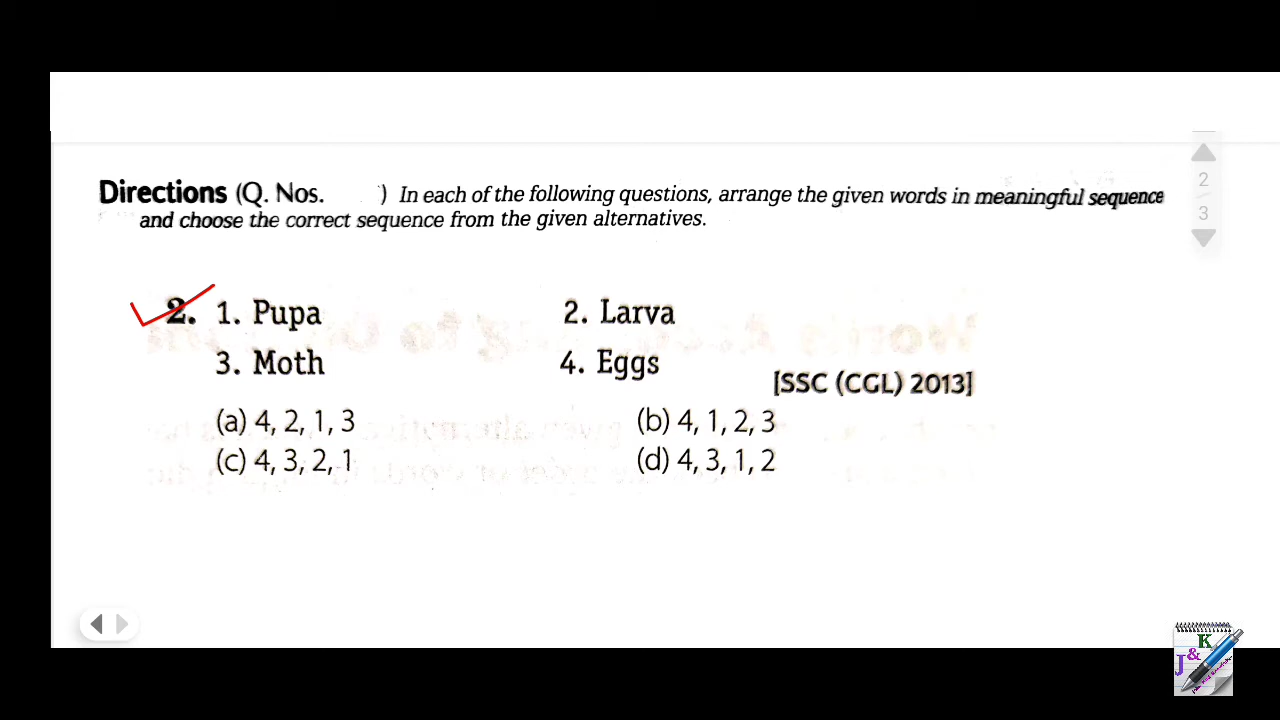 Directions (Q. Nos. ) In each of the following questions, arrange the given words in meaningful sequence
and choose the correct sequence from the given alternatives.
2
3
2. 1. Pupa 2. Larva
3. Moth 4. Eggs
[SSC (CGL) 2013]
(a) 4, 2, 1, 3 (b) 4, 1, 2, 3
(c) 4, 3, 2, 1 (d) 4, 3, 1, 2
J&K